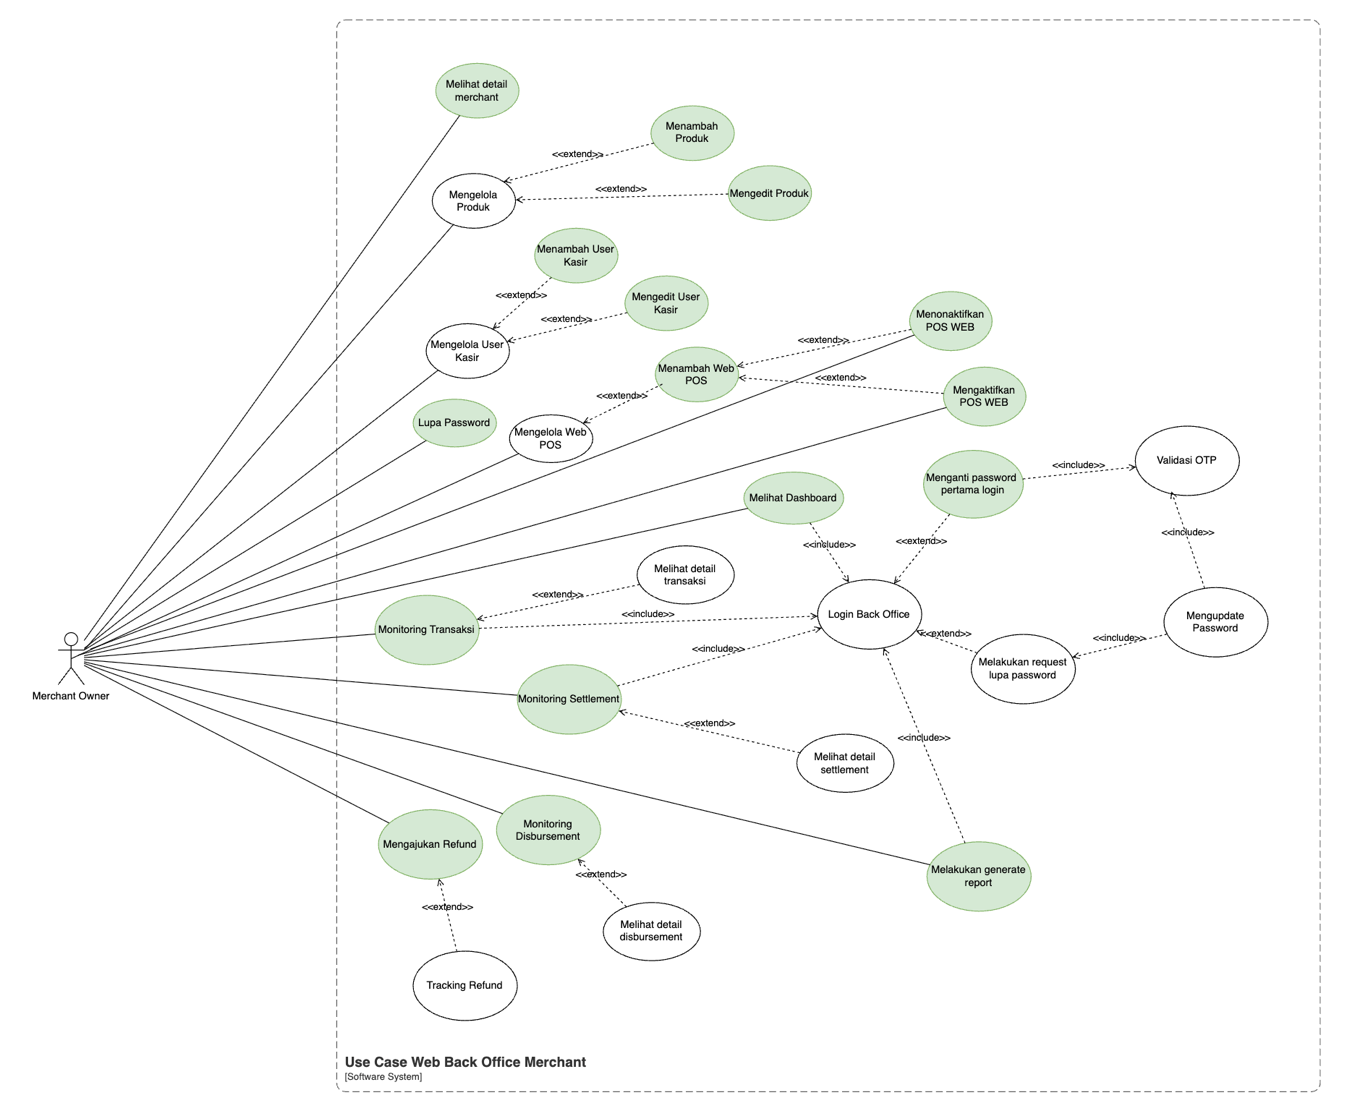 Melihat detail
merchant
Menambah
Produk
<<extend>>
Mengelola
Produk
<<extend>>
Mengedit Produk
Menambah User
Kasir
<<extend>>
Mengedit User
Kasir
<<extend>>
Mengelola User
Kasir
Menonaktifkan
POS WEB
<<extend>>
Menambah Web
POS
<<extend>>
Mengaktifkan
POS WEB
<<extend>>
Lupa Password
Mengelola Web
POS
Validasi OTP
<<include>>
Menganti password
pertama login
Melihat Dashboard
<<include>>
<<extend>>
<<include>>
Melihat detail
transaksi
<<extend>>
<<include>>
Monitoring Transaksi
Login Back Office
Mengupdate
Password
<<extend>>
<<include>>
Melakukan request
lupa password
Merchant Owner
<<include>>
Monitoring Settlement
<<extend>>
<<include>>
Melihat detail
settlement
Mengajukan Refund
Monitoring
Disbursement
<<extend>>
Melakukan generate
report
<<extend>>
Melihat detail
disbursement
Tracking Refund
Use Case Web Back Office Merchant
[Software System]